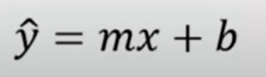 ŷ = mx + b